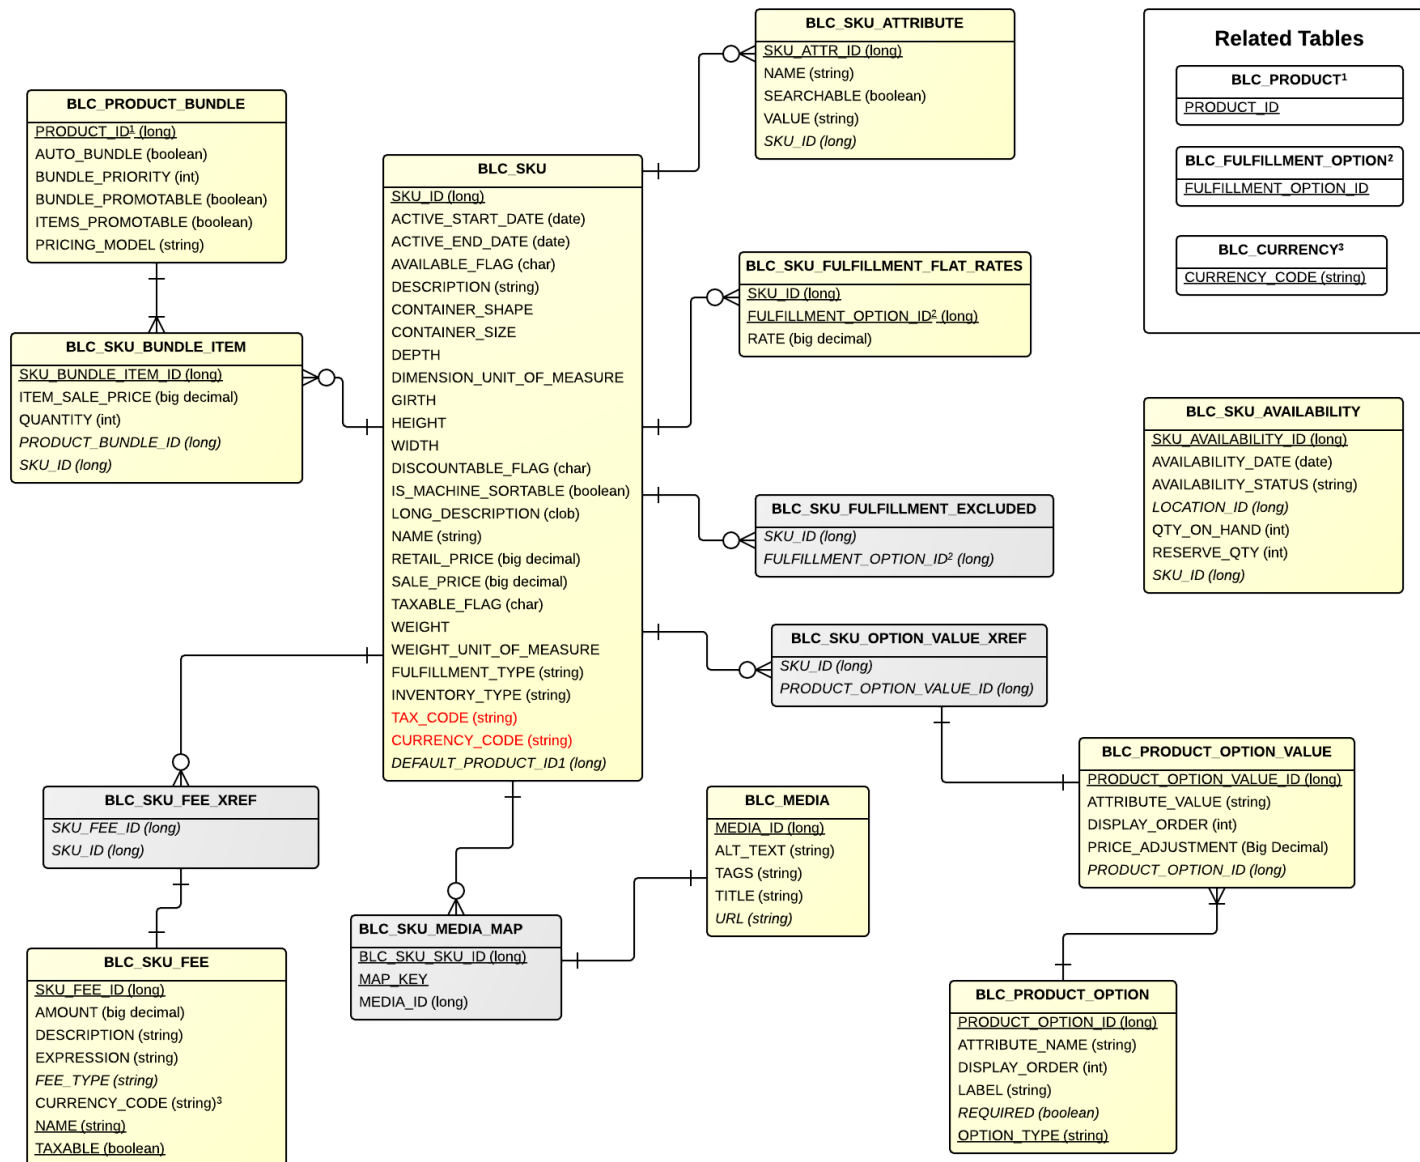 BLC_SKU_ATTRIBUTE
SKU_ATTR_ID (long)
NAME (string)
SEARCHABLE (boolean)
VALUE (string)
SKU_ID (long)
Related Tables
BLC_PRODUCT¹
PRODUCT_ID
BLC_FULFILLMENT_OPTION²
FULFILLMENT_OPTION_ID
BLC_CURRENCY³
CURRENCY_CODE (string)
BLC_PRODUCT_BUNDLE
PRODUCT_ID¹ (long)
AUTO_BUNDLE (boolean)
BUNDLE_PRIORITY (int)
BUNDLE_PROMOTABLE (boolean)
ITEMS_PROMOTABLE (boolean)
PRICING_MODEL (string)
BLC_SKU
SKU_ID (long)
ACTIVE_START_DATE (date)
ACTIVE_END_DATE (date)
AVAILABLE_FLAG (char)
DESCRIPTION (string)
CONTAINER_SHAPE
CONTAINER_SIZE
DEPTH
DIMENSION_UNIT_OF_MEASURE
GIRTH
HEIGHT
WIDTH
DISCOUNTABLE_FLAG (char)
IS_MACHINE_SORTABLE (boolean)
LONG_DESCRIPTION (clob)
NAME (string)
RETAIL_PRICE (big decimal)
SALE_PRICE (big decimal)
TAXABLE_FLAG (char)
WEIGHT
WEIGHT_UNIT_OF_MEASURE
FULFILLMENT_TYPE (string)
INVENTORY_TYPE (string)
TAX_CODE (string)
CURRENCY_CODE (string)
DEFAULT_PRODUCT_ID1 (long)
BLC_SKU_FULFILLMENT_FLAT_RATES
SKU_ID (long)
FULFILLMENT_OPTION_ID² (long)
RATE (big decimal)
BLC_SKU_BUNDLE_ITEM
SKU_BUNDLE_ITEM_ID (long)
ITEM_SALE_PRICE (big decimal)
QUANTITY (int)
PRODUCT_BUNDLE_ID (long)
SKU_ID (long)
BLC_SKU_AVAILABILITY
SKU_AVAILABILITY_ID (long)
AVAILABILITY_DATE (date)
AVAILABILITY_STATUS (string)
LOCATION_ID (long)
QTY_ON_HAND (int)
RESERVE_QTY (int)
SKU_ID (long)
BLC_SKU_FULFILLMENT_EXCLUDED
SKU_ID (long)
FULFILLMENT_OPTION_ID² (long)
BLC_SKU_OPTION_VALUE_XREF
SKU_ID (long)
PRODUCT_OPTION_VALUE_ID (long)
BLC_PRODUCT_OPTION_VALUE
PRODUCT_OPTION_VALUE_ID (long)
ATTRIBUTE_VALUE (string)
DISPLAY_ORDER (int)
PRICE_ADJUSTMENT (Big Decimal)
PRODUCT_OPTION_ID (long)
BLC_SKU_FEE_XREF
SKU_FEE_ID (long)
SKU_ID (long)
BLC_MEDIA
MEDIA_ID (long)
ALT_TEXT (string)
TAGS (string)
TITLE (string)
URL (string)
BLC_SKU_MEDIA_MAP
BLC_SKU_SKU_ID (long)
MAP_KEY
MEDIA_ID (long)
BLC_SKU_FEE
SKU_FEE_ID (long)
AMOUNT (big decimal)
DESCRIPTION (string)
EXPRESSION (string)
FEE_TYPE (string)
CURRENCY_CODE (string)³
NAME (string)
TAXABLE (boolean)
BLC_PRODUCT_OPTION
PRODUCT_OPTION_ID (long)
ATTRIBUTE_NAME (string)
DISPLAY_ORDER (int)
LABEL (string)
REQUIRED (boolean)
OPTION_TYPE (string)